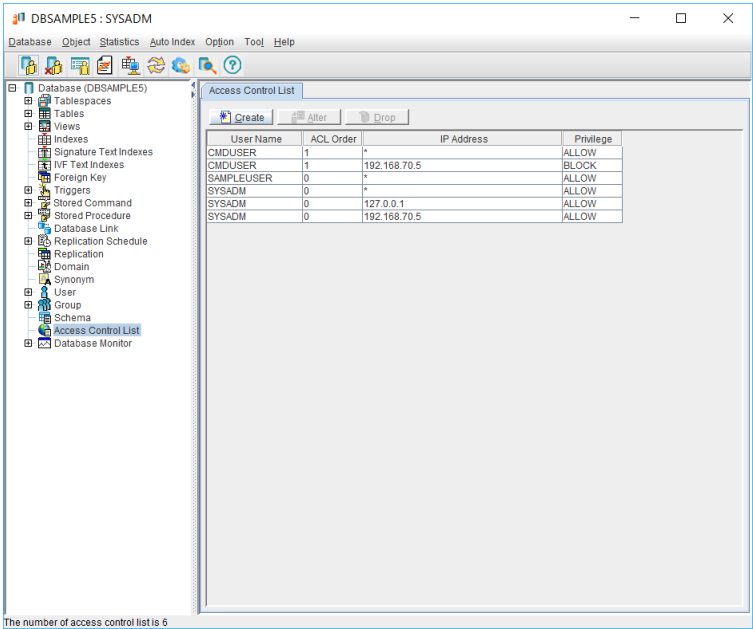 DBSAMPLE5 : SYSADM
Database Object Statistics Auto Index Option Tool Help
Database (DBSAMPLE5)
Tablespaces
Tables
Views
Indexes
Signature Text Indexes
IVF Text Indexes
Foreign Key
Triggers
Stored Command
Stored Procedure
Database Link
Replication Schedule
Replication
Domain
Synonym
User
Group
Schema
Access Control List
Database Monitor
Access Control List
Create Alter Drop
User Name ACL Order IP Address Privilege
CMDUSER 1 * ALLOW
CMDUSER 1 192.168.70.5 BLOCK
SAMPLEUSER 0 * ALLOW
SYSADM 0 * ALLOW
SYSADM 0 127.0.0.1 ALLOW
SYSADM 0 192.168.70.5 ALLOW
The number of access control list is 6